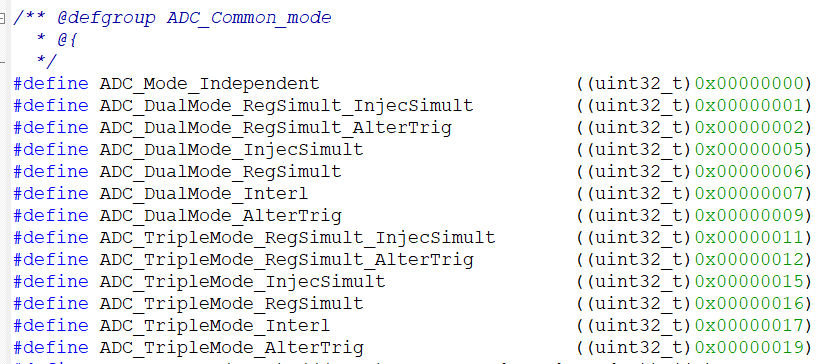 /** @defgroup ADC_Common_mode
* @{
*/
#define ADC_Mode_Independent ((uint32_t)0x00000000)
#define ADC_DualMode_RegSimult_InjecSimult ((uint32_t)0x00000001)
#define ADC_DualMode_RegSimult_AlterTrig ((uint32_t)0x00000002)
#define ADC_DualMode_InjecSimult ((uint32_t)0x00000005)
#define ADC_DualMode_RegSimult ((uint32_t)0x00000006)
#define ADC_DualMode_Interl ((uint32_t)0x00000007)
#define ADC_DualMode_AlterTrig ((uint32_t)0x00000009)
#define ADC_TripleMode_RegSimult_InjecSimult ((uint32_t)0x00000011)
#define ADC_TripleMode_RegSimult_AlterTrig ((uint32_t)0x00000012)
#define ADC_TripleMode_InjecSimult ((uint32_t)0x00000015)
#define ADC_TripleMode_RegSimult ((uint32_t)0x00000016)
#define ADC_TripleMode_Interl ((uint32_t)0x00000017)
#define ADC_TripleMode_AlterTrig ((uint32_t)0x00000019)